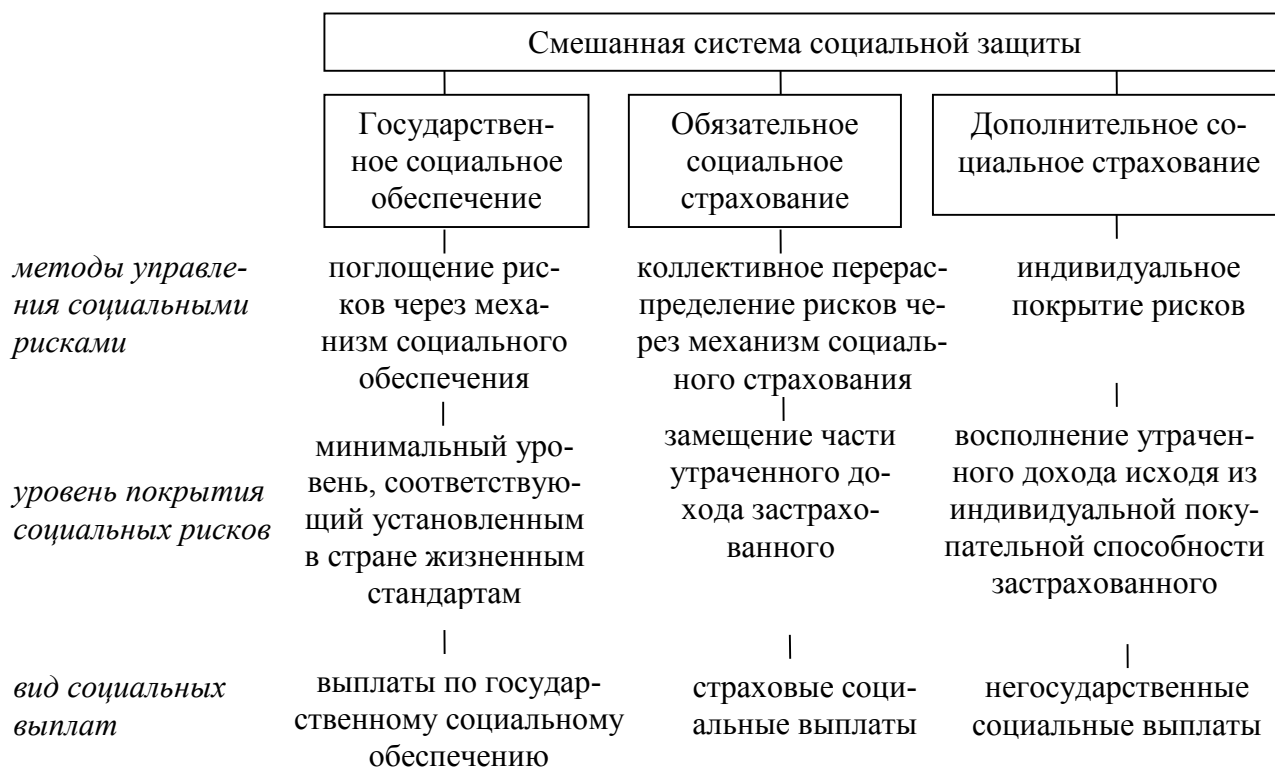 Смешанная система социальной защиты
Государствен-
ное социальное
обеспечение
Обязательное
социальное
страхование
Дополнительное со-
циальное страхование
методы управле-
ния социальными
рисками
поглощение рис-
ков через меха-
низм социального
обеспечения
коллективное перерас-
пределение рисков че-
рез механизм социаль-
ного страхования
индивидуальное
покрытие рисков
уровень покрытия
социальных рисков
минимальный уро-
вень, соответствую-
щий установленным
в стране жизненным
стандартам
замещение части
утраченного до-
хода застрахо-
ванного
восполнение утрачен-
ного дохода исходя из
индивидуальной поку-
пательной способности
застрахованного
вид социальных
выплат
выплаты по государ-
ственному социальному
обеспечению
страховые соци-
альные выплаты
негосударственные
социальные выплаты